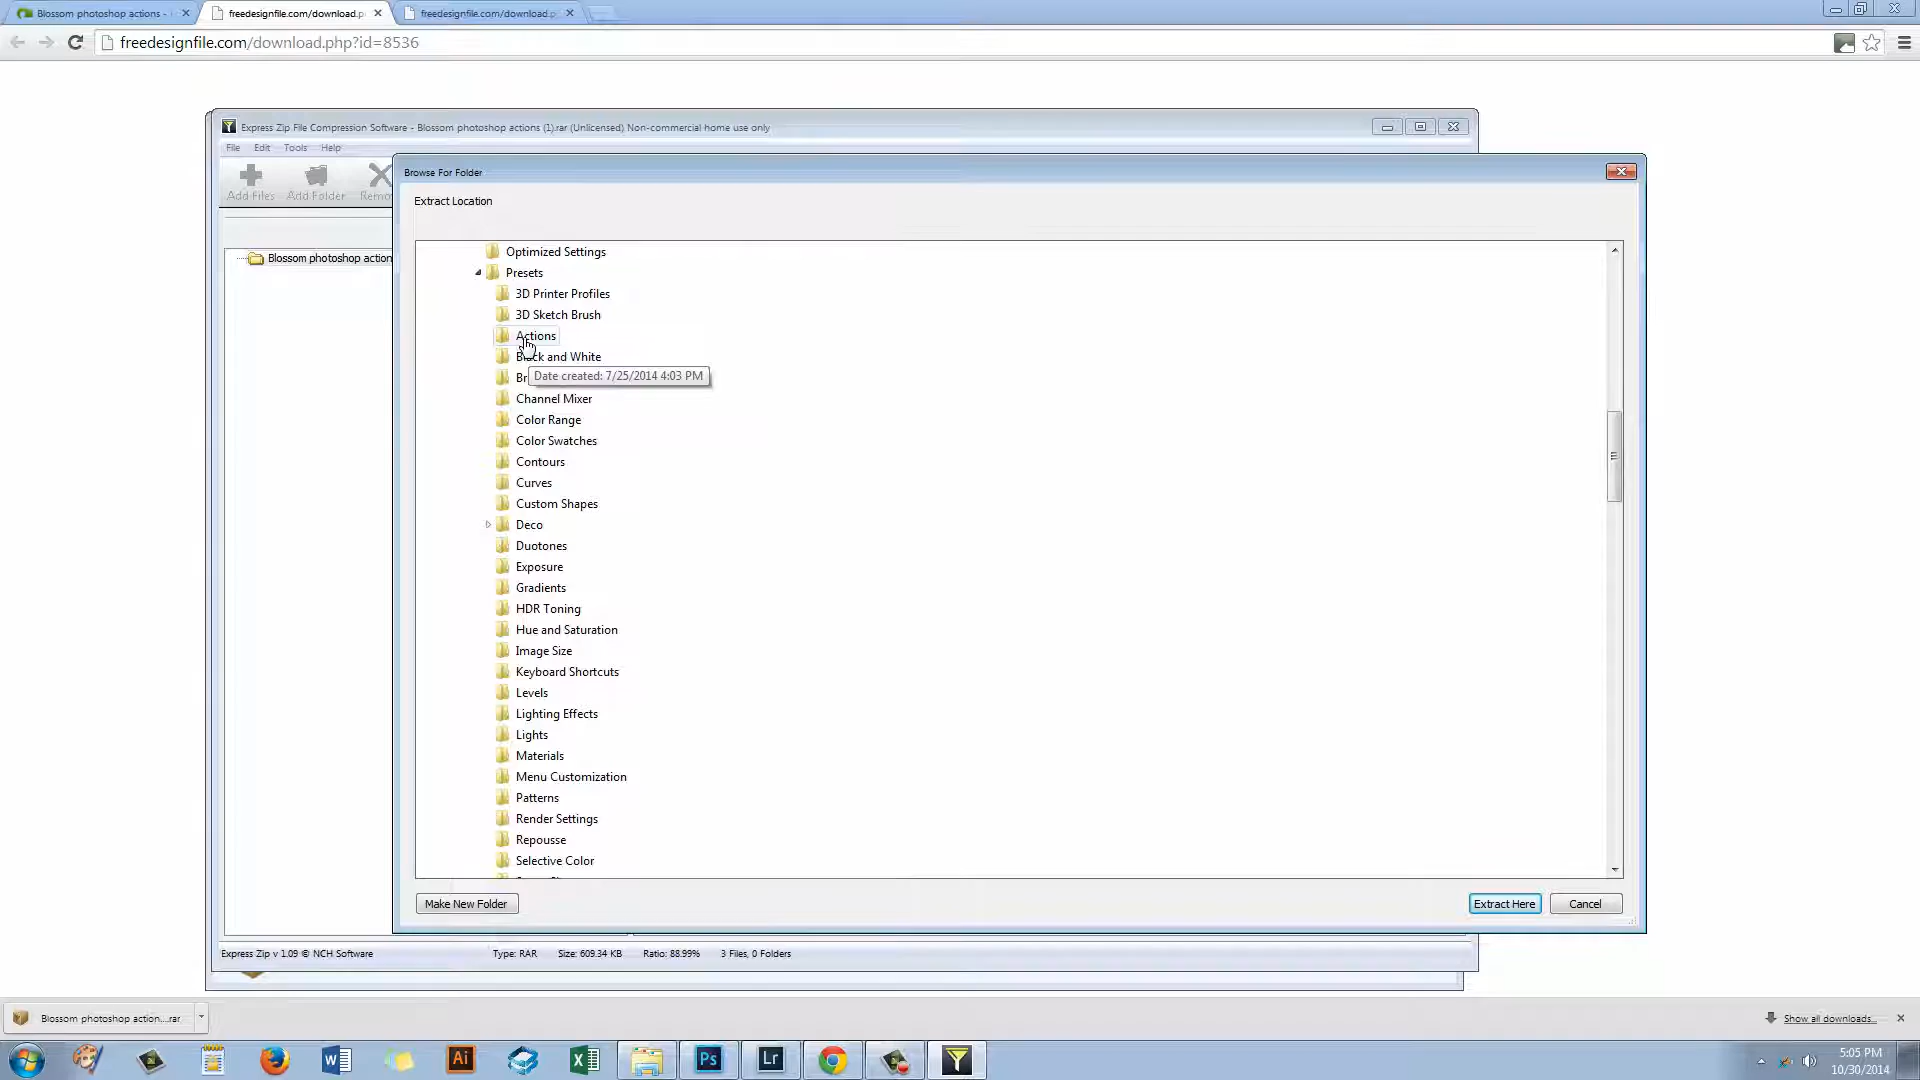 Blossom photoshop actions -
freedesignfile.com/download.p
freedesignfile.com/download.p
freedesignfile.com/download.php?id=8536
Express Zip File Compression Software - Blossom photoshop actions (1).rar (Unlicensed) Non-commercial home use only
File Edit Tools Help
Add Files Add Folder Remo
Blossom photoshop action
Browse For Folder
Extract Location
Optimized Settings
Presets
3D Printer Profiles
3D Sketch Brush
Actions
Black and White
Br
Date created: 7/25/2014 4:03 PM
Channel Mixer
Color Range
Color Swatches
Contours
Curves
Custom Shapes
Deco
Duotones
Exposure
Gradients
HDR Toning
Hue and Saturation
Image Size
Keyboard Shortcuts
Levels
Lighting Effects
Lights
Materials
Menu Customization
Patterns
Render Settings
Repousse
Selective Color
Make New Folder
Extract Here
Cancel
Express Zip v 1.09 © NCH Software
Type: RAR Size: 609.34 KB Ratio: 88.99% 3 Files, 0 Folders
Blossom photoshop action....rar
Show all downloads...
Ai
Ps
Lr
5:05 PM
10/30/2014